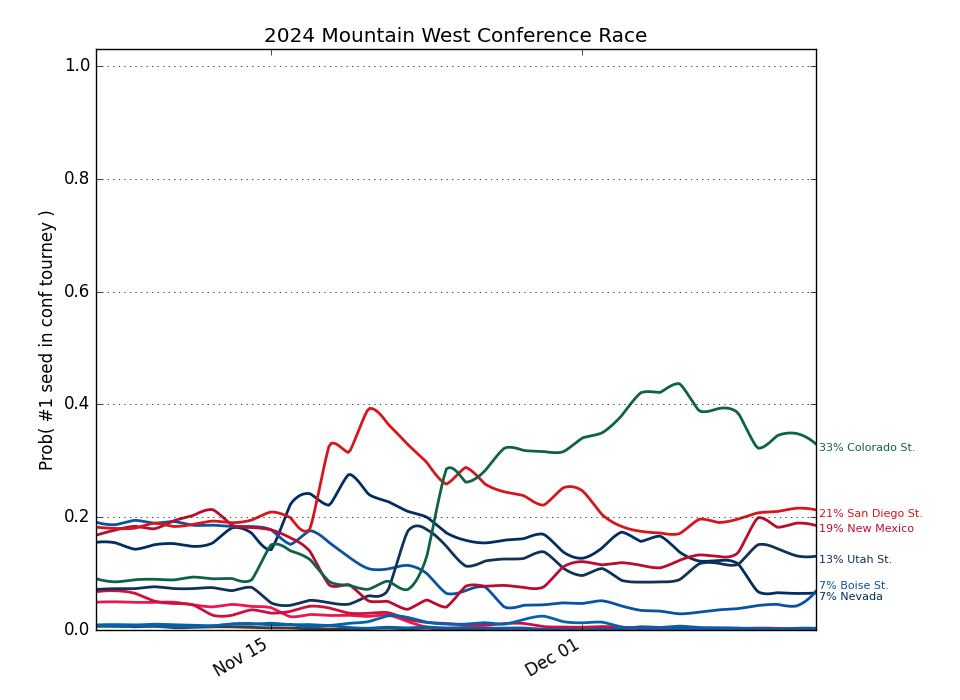 2024 Mountain West Conference Race
Prob( #1 seed in conf tourney )
1.0
0.8
0.6
0.4
0.2
0.0
Nov 15
Dec 01
33% Colorado St.
21% San Diego St.
19% New Mexico
13% Utah St.
7% Boise St.
7% Nevada